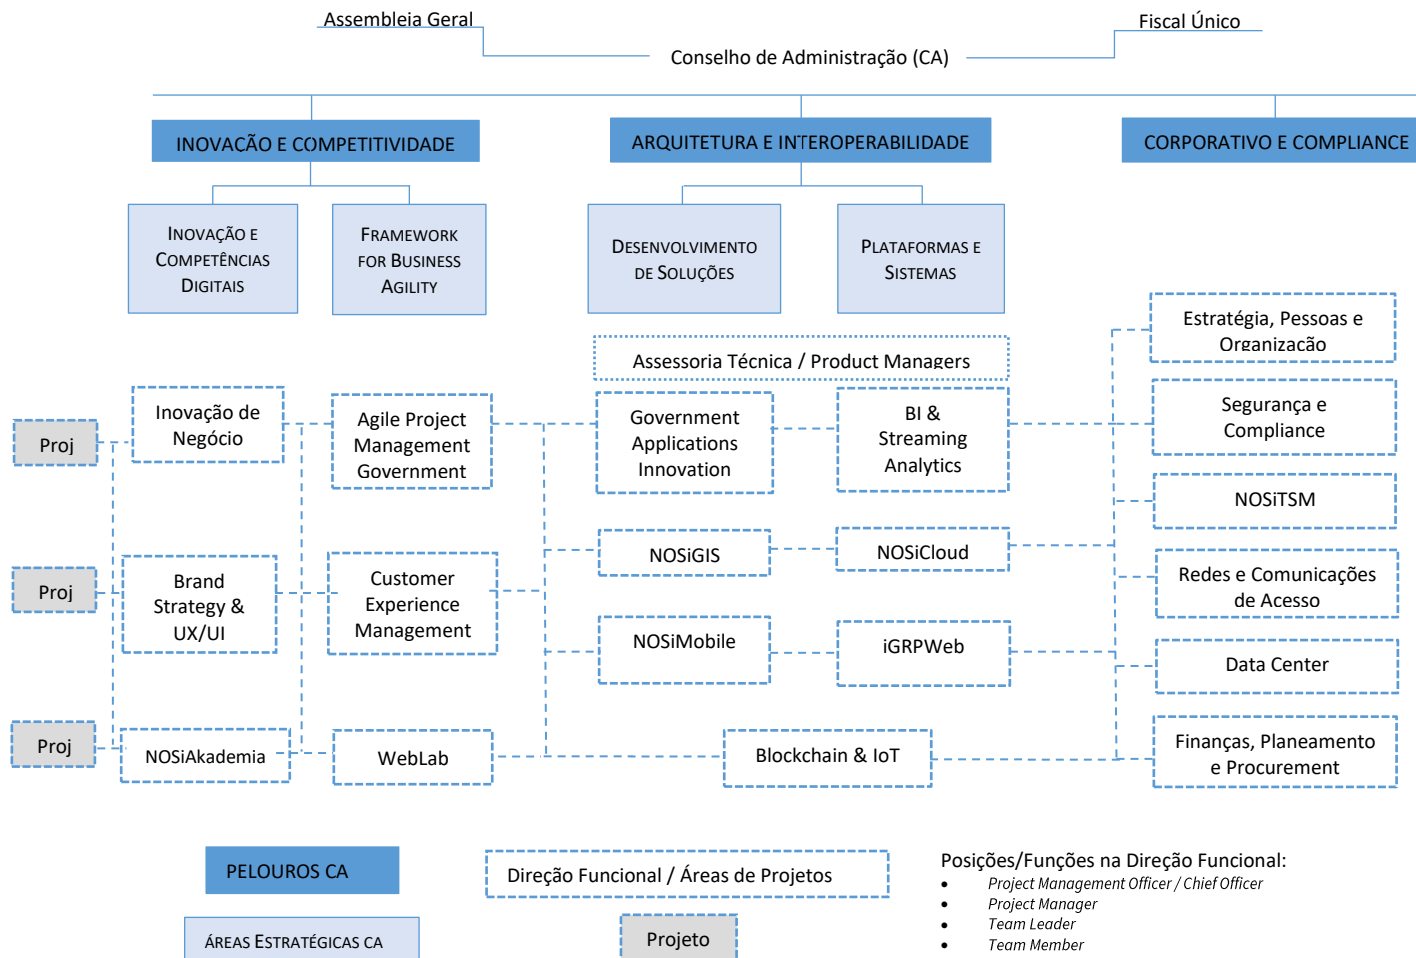 Assembleia Geral
Fiscal Único
Conselho de Administração (CA)
INOVAÇÃO E COMPETITIVIDADE
ARQUITETURA E INTEROPERABILIDADE
CORPORATIVO E COMPLIANCE
INOVAÇÃO E
COMPETÊNCIAS
DIGITAIS
FRAMEWORK
FOR BUSINESS
AGILITY
DESENVOLVIMENTO
DE SOLUÇÕES
PLATAFORMAS E
SISTEMAS
Estratégia, Pessoas e
Organização
Assessoria Técnica / Product Managers
Proj
Inovação de
Negócio
Agile Project
Management
Government
Government
Applications
Innovation
BI &
Streaming
Analytics
Segurança e
Compliance
NOSiTSM
Proj
Brand
Strategy &
UX/UI
Customer
Experience
Management
NOSiGIS
NOSiCloud
Redes e Comunicações
de Acesso
NOSiMobile
iGRPWeb
Data Center
Proj
NOSiAkademia
WebLab
Blockchain & IoT
Finanças, Planeamento
e Procurement
PELOUROS CA
Direção Funcional / Áreas de Projetos
ÁREAS ESTRATÉGICAS CA
Projeto
Posições/Funções na Direção Funcional:
• Project Management Officer / Chief Officer
• Project Manager
• Team Leader
• Team Member